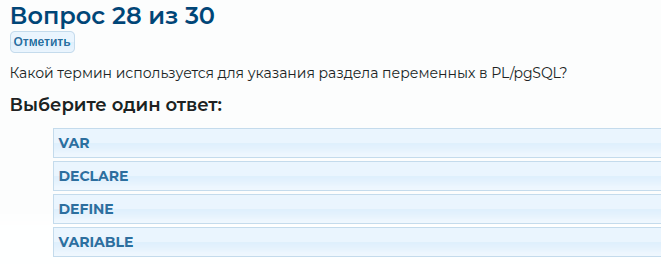 Вопрос 28 из 30
Отметить
Какой термин используется для указания раздела переменных в PL/pgSQL?
Выберите один ответ:
VAR
DECLARE
DEFINE
VARIABLE